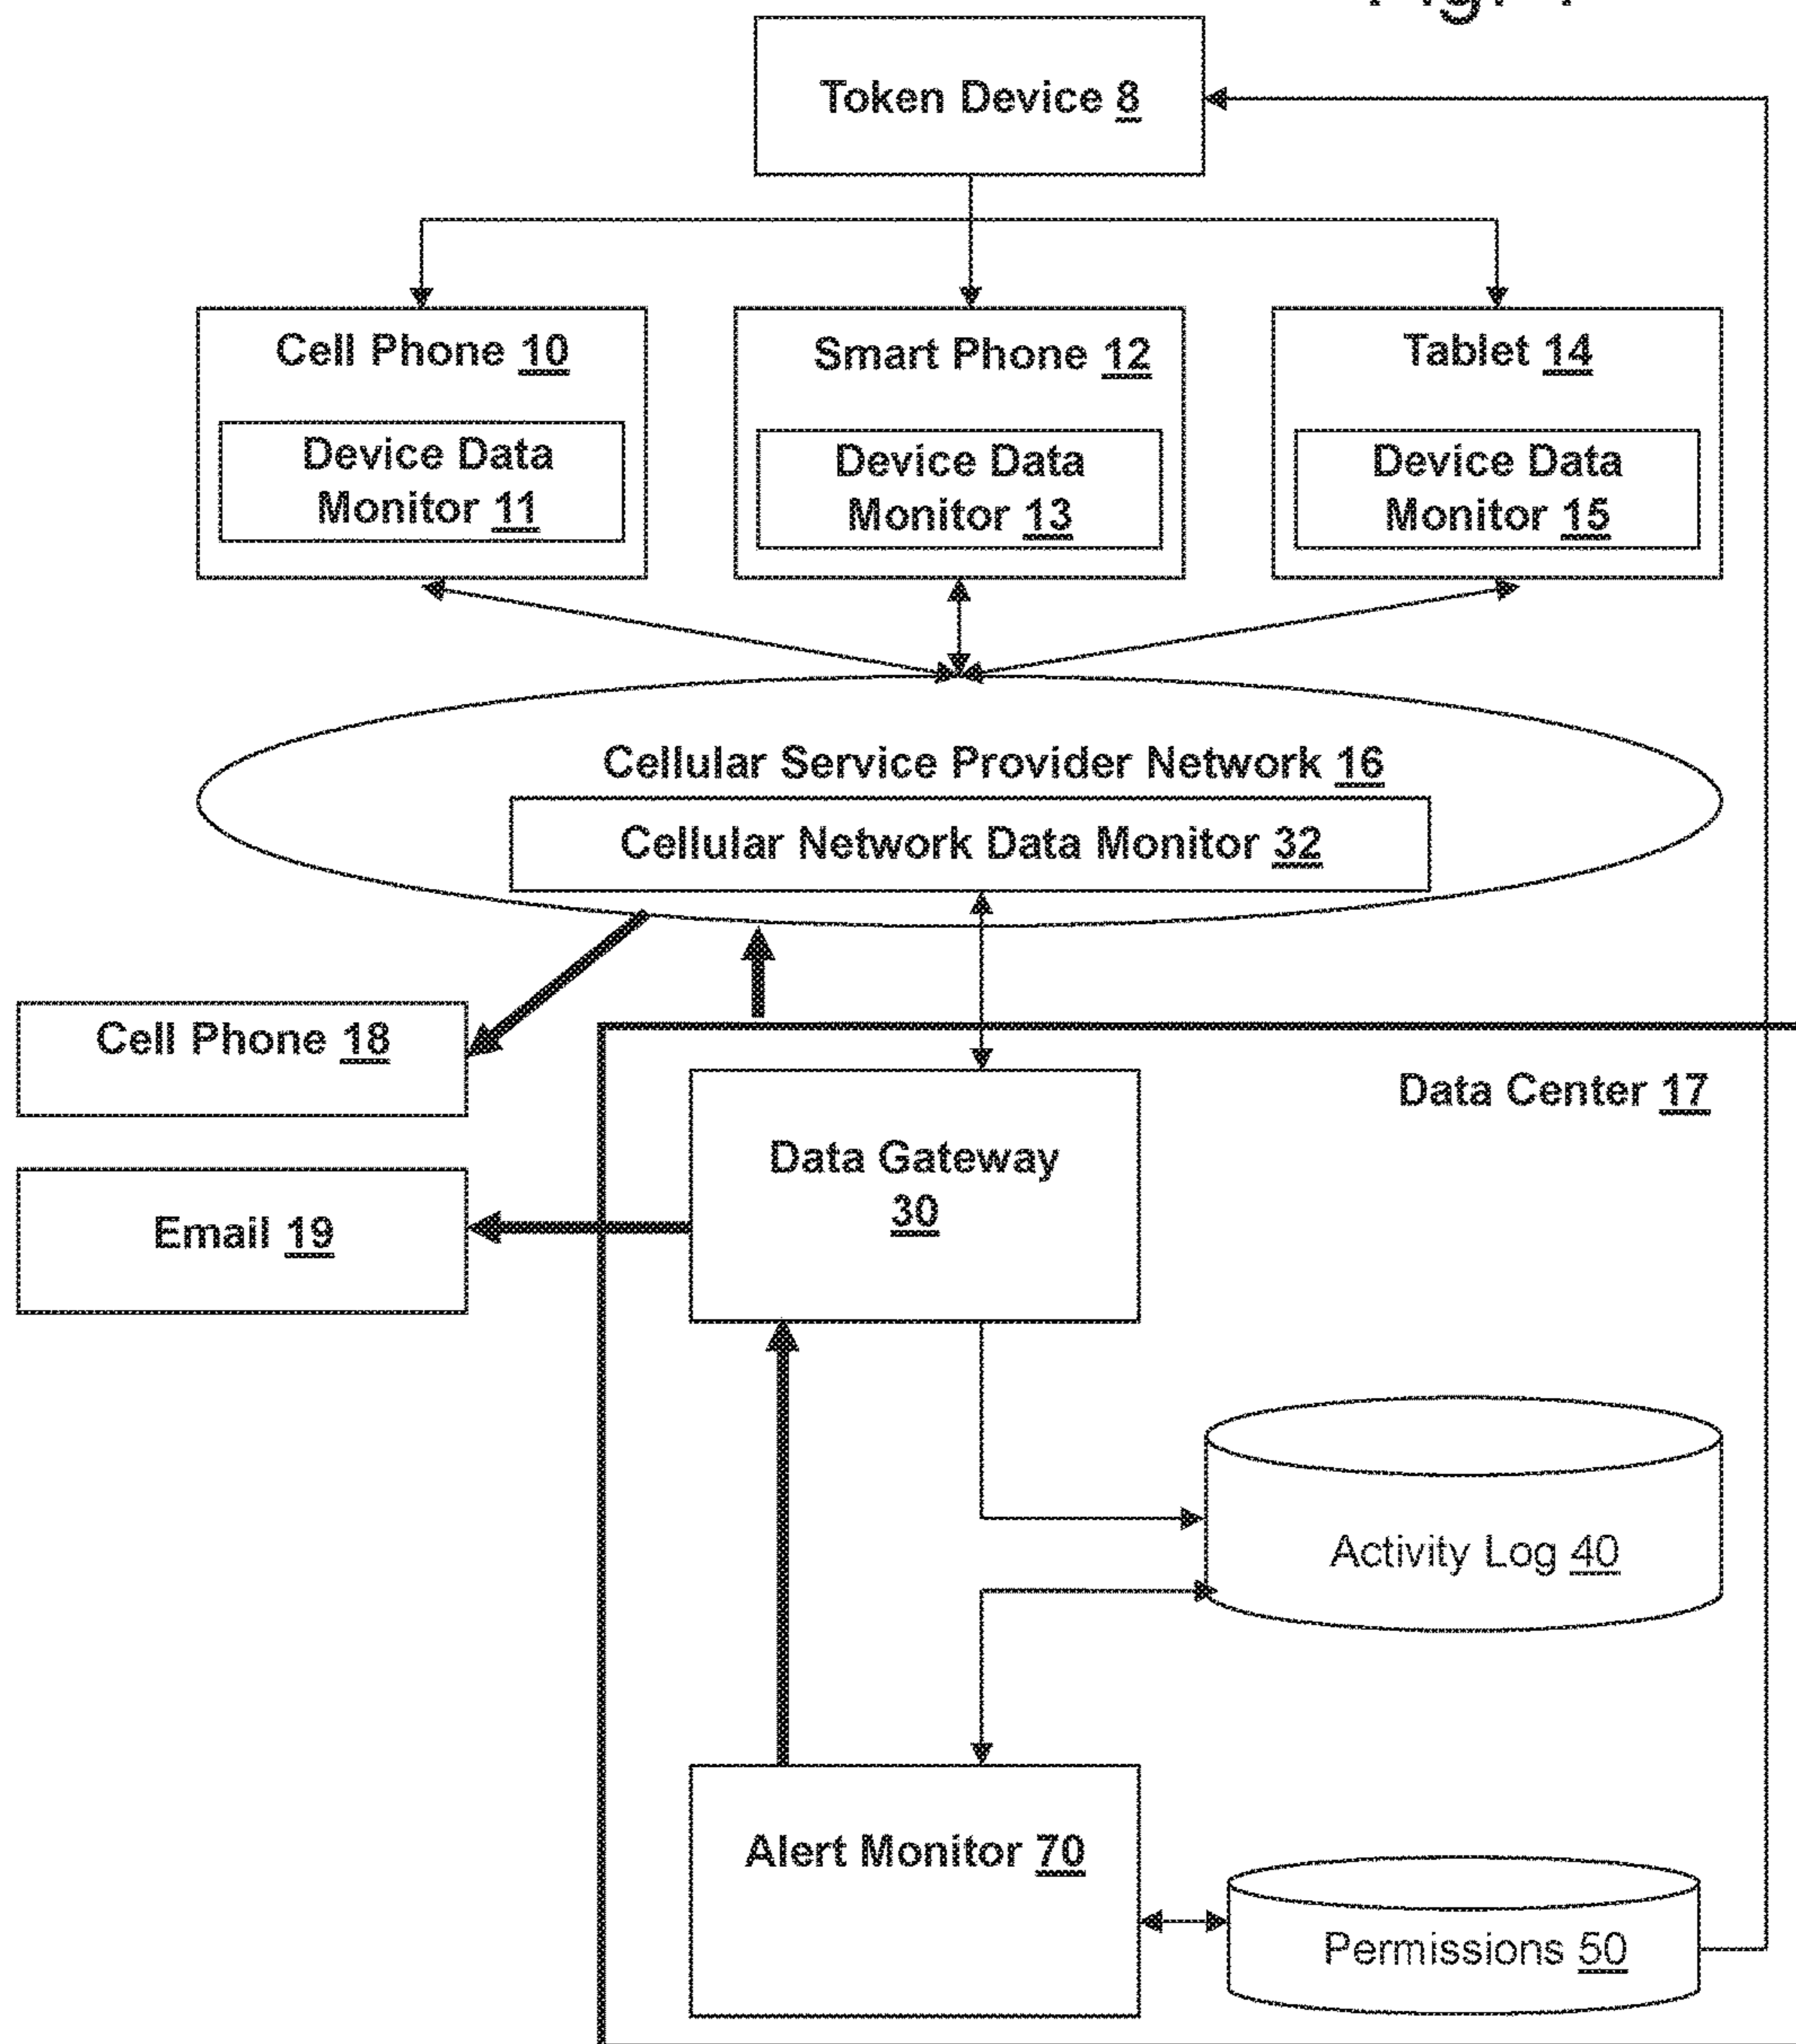 Token Device 8
Cell Phone 10
Device Data
Monitor 11
Smart Phone 12
Device Data
Monitor 13
Tablet 14
Device Data
Monitor 15
Cellular Service Provider Network 16
Cellular Network Data Monitor 32
Cell Phone 18
Data Center 17
Data Gateway
30
Email 19
Activity Log 40
Alert Monitor 70
Permissions 50